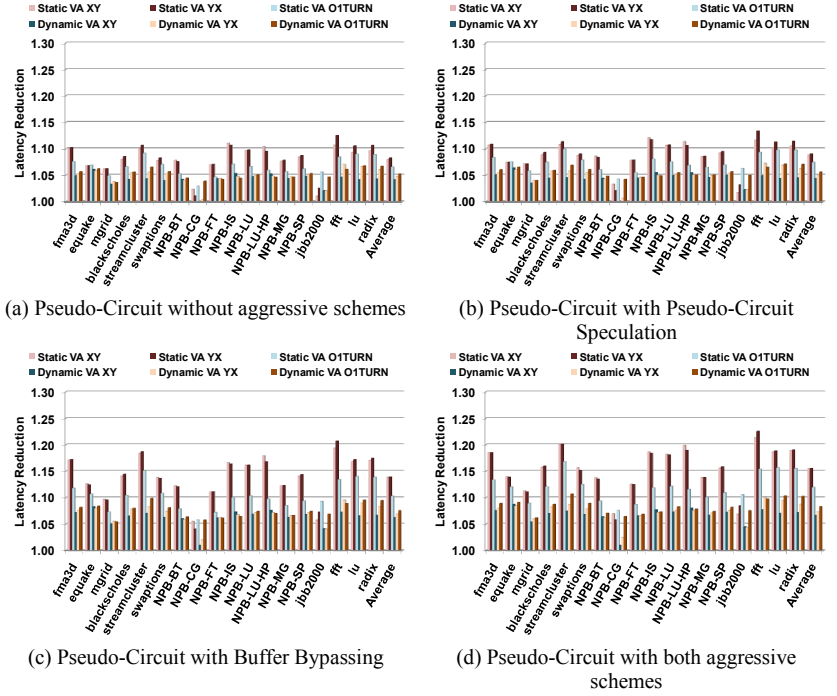 Static VA XY Static VA YX Static VA O1TURN
Dynamic VA XY Dynamic VA YX Dynamic VA O1TURN
Latency Reduction
1.30
1.25
1.20
1.15
1.10
1.05
1.00
fma3d
equake
mgrid
blackscholes
streamcluster
swaptions
NPB-BT
NPB-CG
NPB-FT
NPB-IS
NPB-LU
NPB-LU-HP
NPB-MG
NPB-SP
jbb2000
fft
lu
radix
Average
(a) Pseudo-Circuit without aggressive schemes
Static VA XY Static VA YX Static VA O1TURN
Dynamic VA XY Dynamic VA YX Dynamic VA O1TURN
Latency Reduction
1.30
1.25
1.20
1.15
1.10
1.05
1.00
fma3d
equake
mgrid
blackscholes
streamcluster
swaptions
NPB-BT
NPB-CG
NPB-FT
NPB-IS
NPB-LU
NPB-LU-HP
NPB-MG
NPB-SP
jbb2000
fft
lu
radix
Average
(b) Pseudo-Circuit with Pseudo-Circuit
Speculation
Static VA XY Static VA YX Static VA O1TURN
Dynamic VA XY Dynamic VA YX Dynamic VA O1TURN
Latency Reduction
1.30
1.25
1.20
1.15
1.10
1.05
1.00
fma3d
equake
mgrid
blackscholes
streamcluster
swaptions
NPB-BT
NPB-CG
NPB-FT
NPB-IS
NPB-LU
NPB-LU-HP
NPB-MG
NPB-SP
jbb2000
fft
lu
radix
Average
(c) Pseudo-Circuit with Buffer Bypassing
Static VA XY Static VA YX Static VA O1TURN
Dynamic VA XY Dynamic VA YX Dynamic VA O1TURN
Latency Reduction
1.30
1.25
1.20
1.15
1.10
1.05
1.00
fma3d
equake
mgrid
blackscholes
streamcluster
swaptions
NPB-BT
NPB-CG
NPB-FT
NPB-IS
NPB-LU
NPB-LU-HP
NPB-MG
NPB-SP
jbb2000
fft
lu
radix
Average
(d) Pseudo-Circuit with both aggressive
schemes